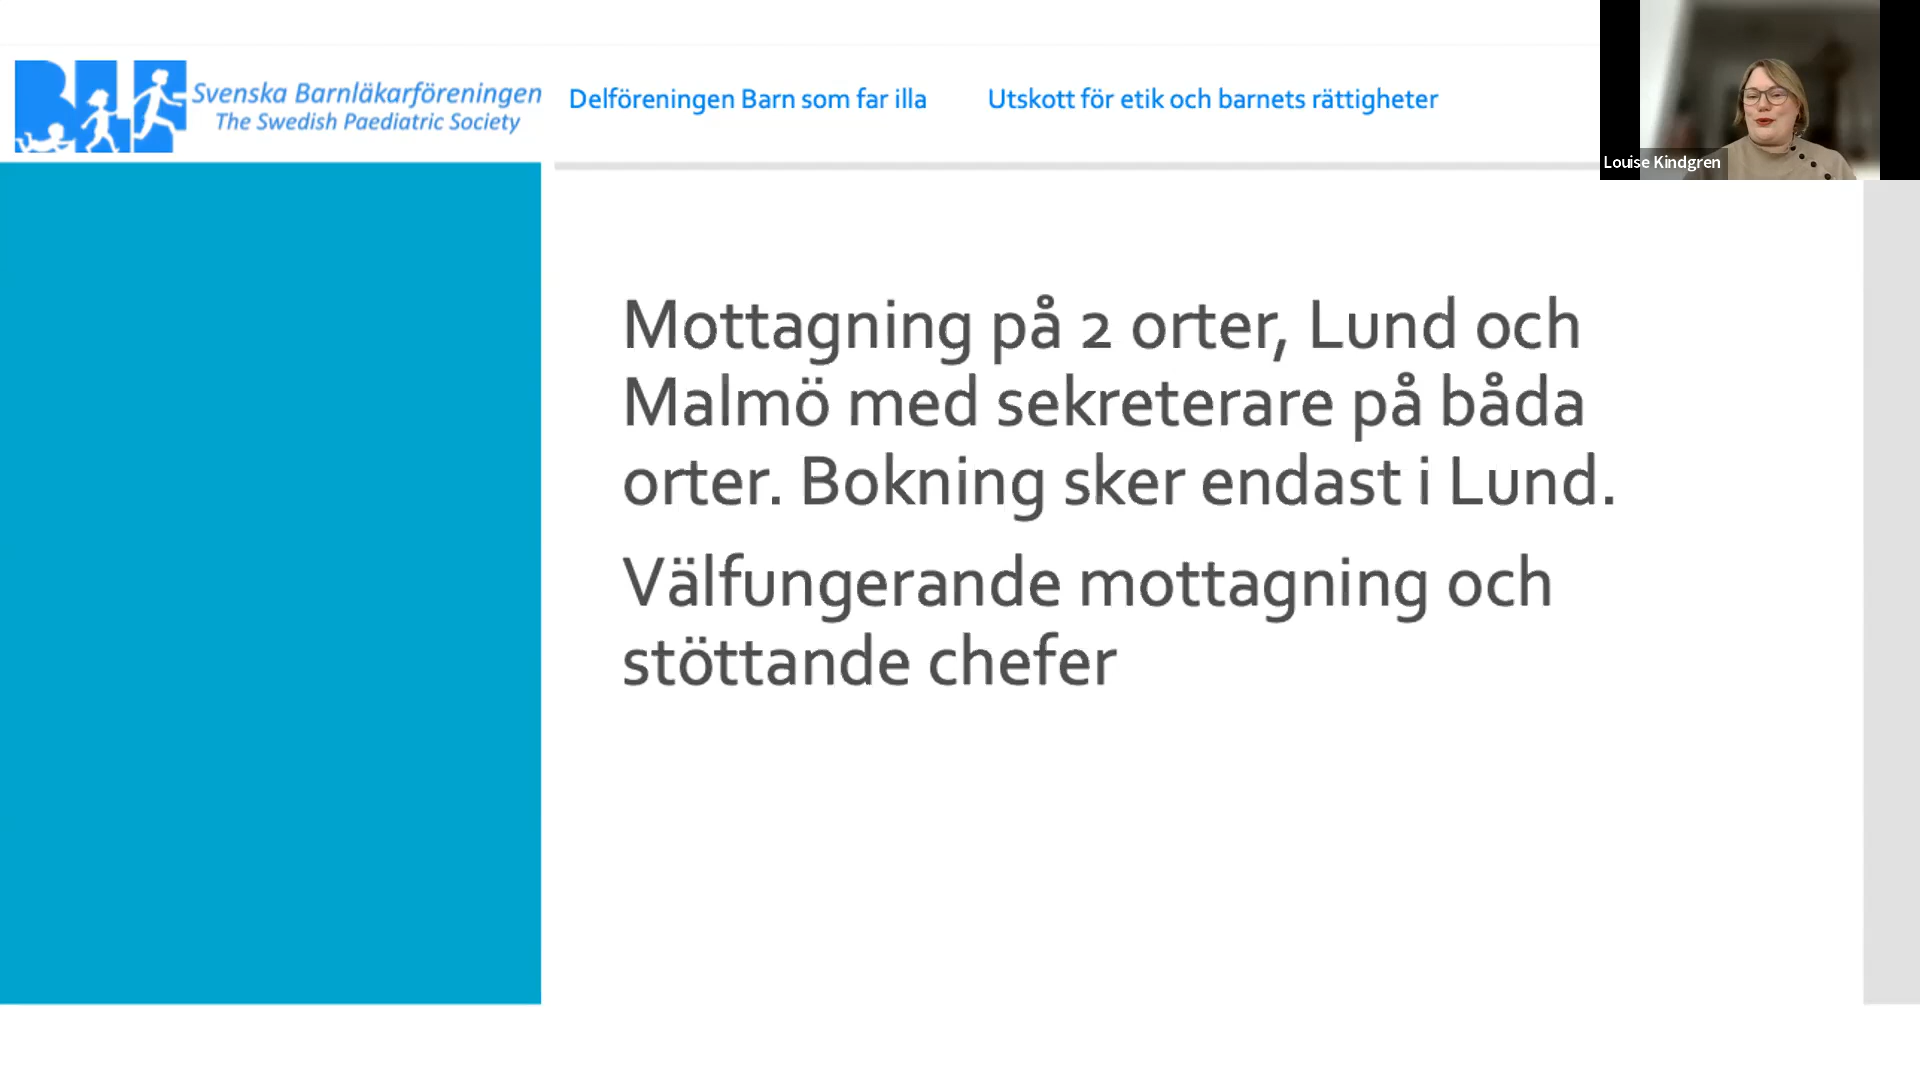 Svenska Barnläkarföreningen
The Swedish Paediatric Society
Delföreningen Barn som far illa
Utskott för etik och barnets rättigheter
Louise Kindgren
Mottagning på 2 orter, Lund och
Malmö med sekreterare på båda
orter. Bokning sker endast i Lund.
Välfungerande mottagning och
stöttande chefer